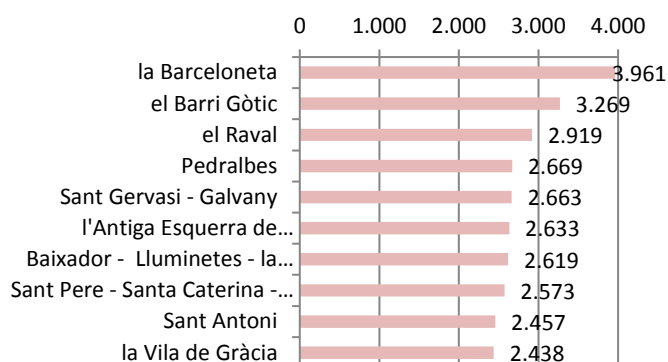 0 1.000 2.000 3.000 4.000
la Barceloneta 3.961
el Barri Gòtic 3.269
el Raval 2.919
Pedralbes 2.669
Sant Gervasi - Galvany 2.663
l'Antiga Esquerra de... 2.633
Baixador -  Lluminetes - la... 2.619
Sant Pere - Santa Caterina -... 2.573
Sant Antoni 2.457
la Vila de Gràcia 2.438